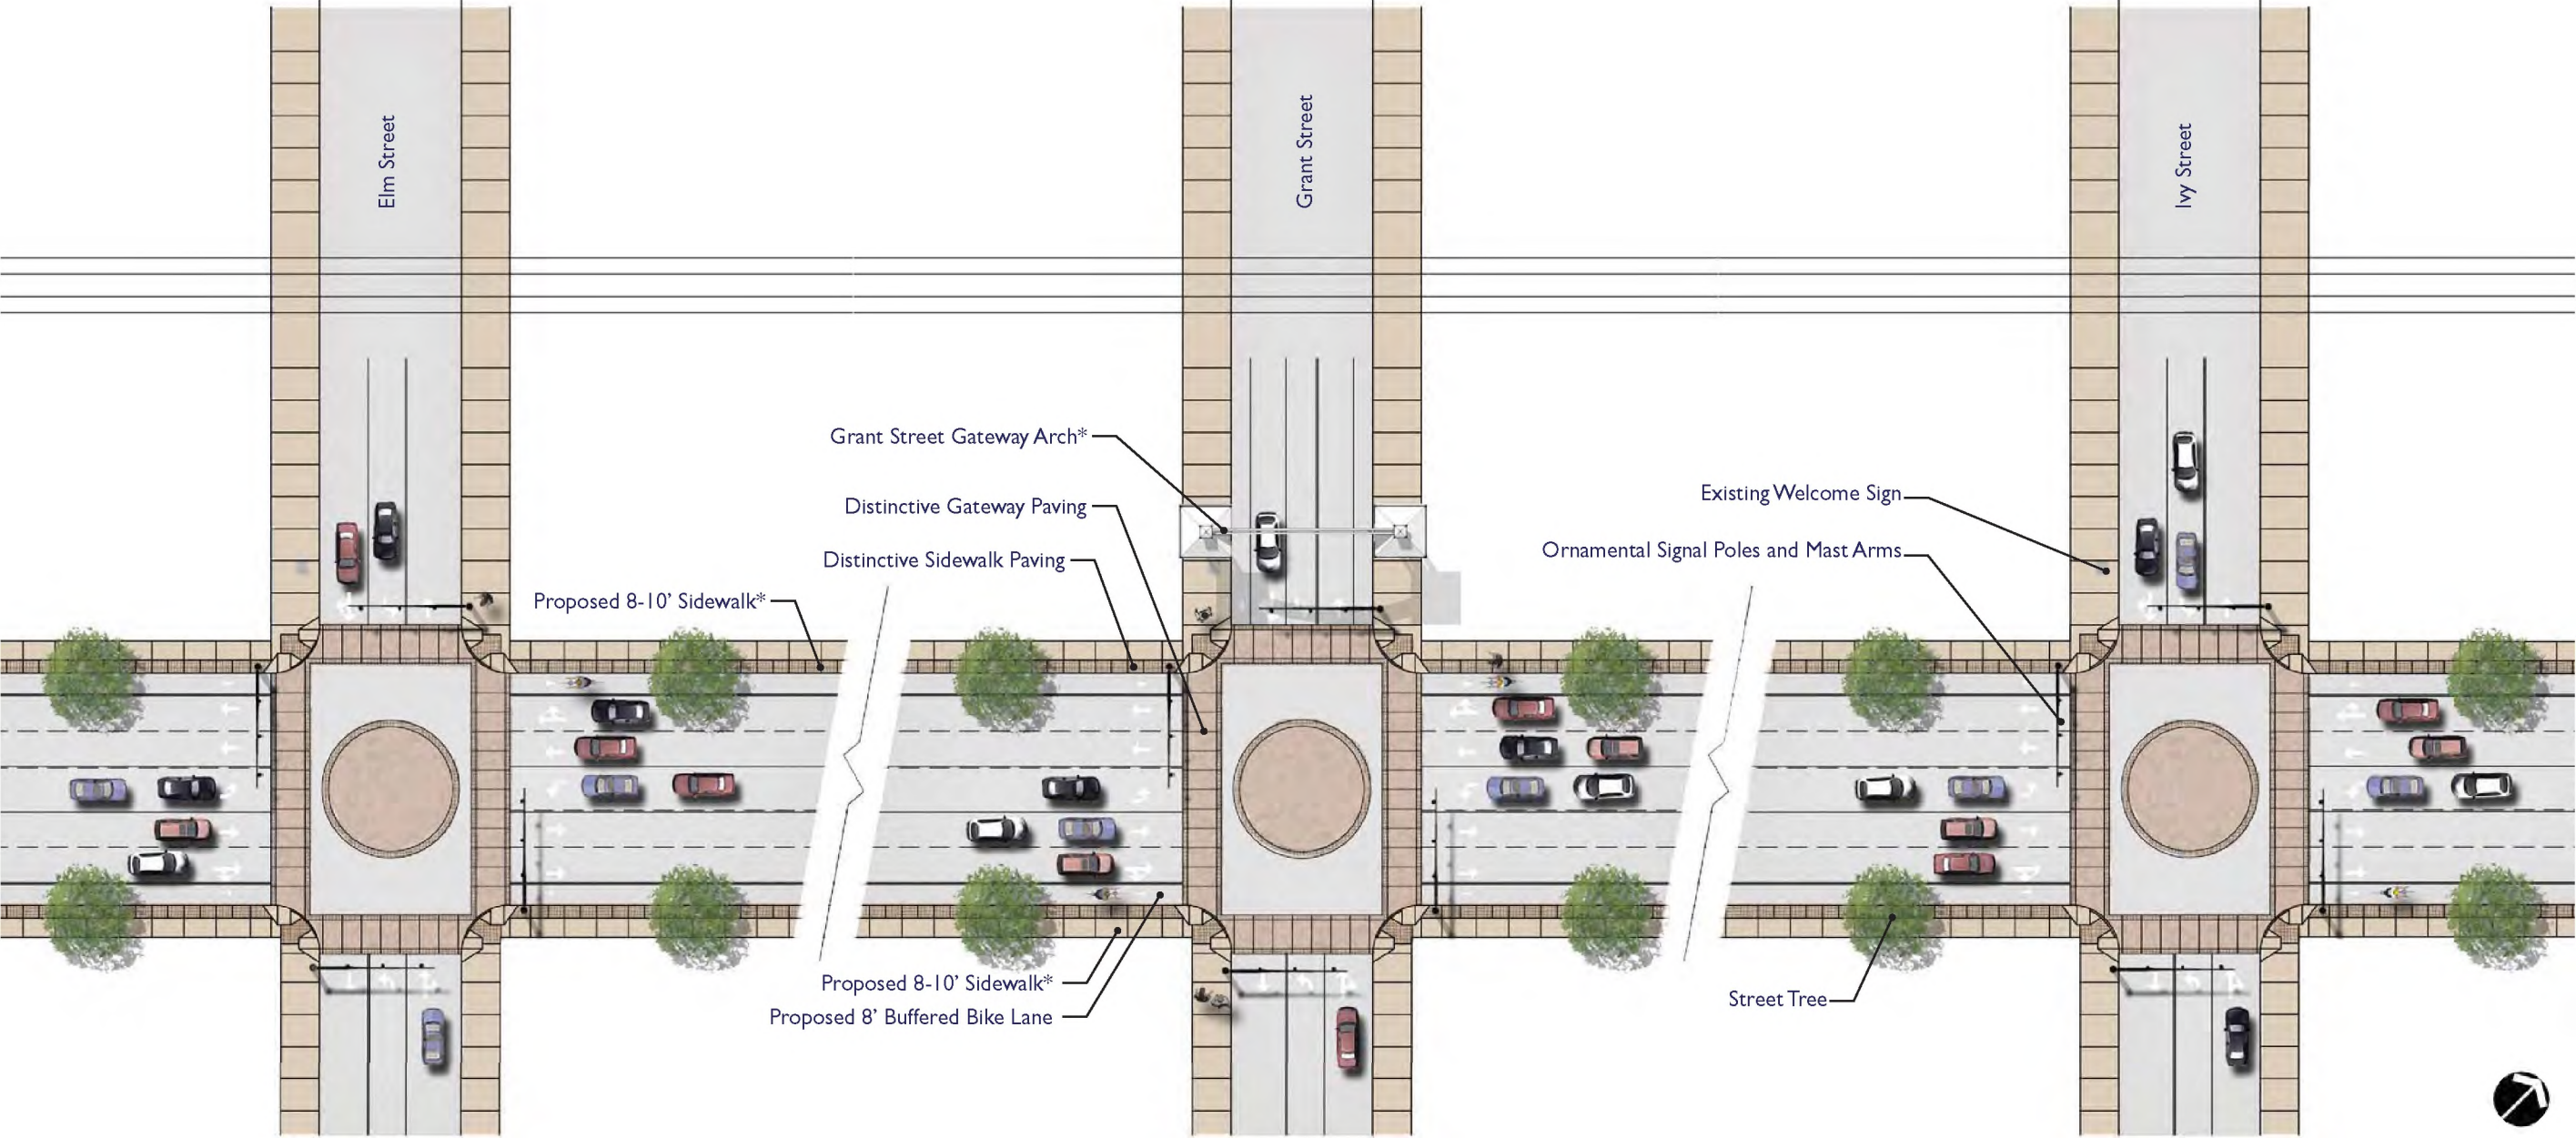 Elm Street
Grant Street
Ivy Street
Grant Street Gateway Arch*
Distinctive Gateway Paving
Distinctive Sidewalk Paving
Proposed 8-10' Sidewalk*
Existing Welcome Sign
Ornamental Signal Poles and Mast Arms
Proposed 8-10' Sidewalk*
Proposed 8' Buffered Bike Lane
Street Tree